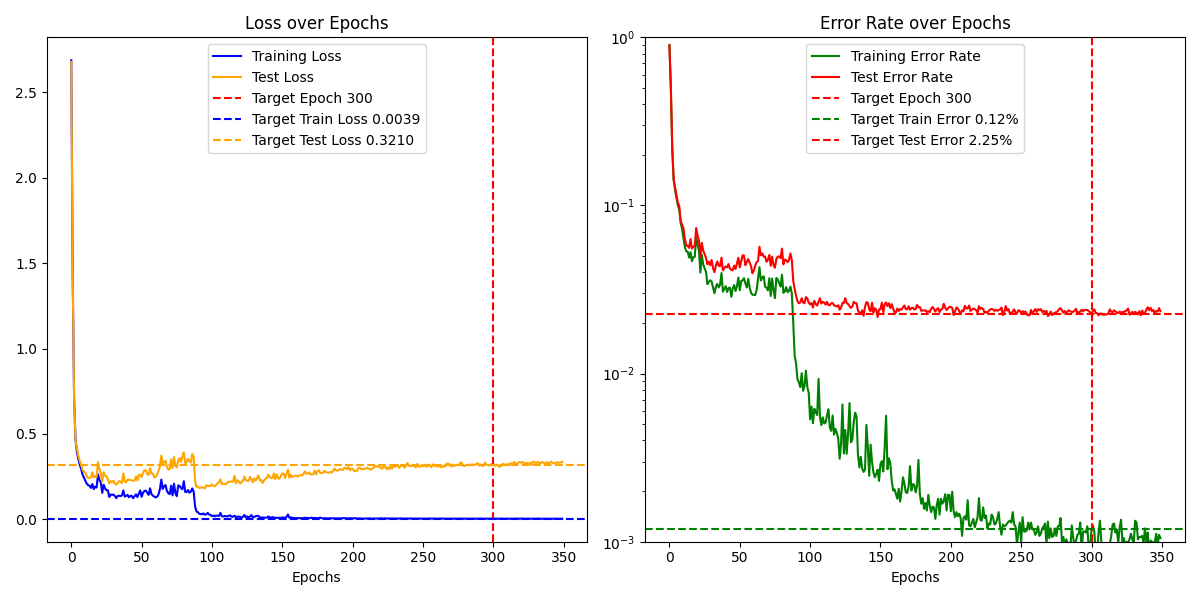 Loss over Epochs
Training Loss
Test Loss
Target Epoch 300
Target Train Loss 0.0039
Target Test Loss 0.3210
2.5
2.0
1.5
1.0
0.5
0.0
0 50 100 150 200 250 300 350
Epochs
Error Rate over Epochs
Training Error Rate
Test Error Rate
Target Epoch 300
Target Train Error 0.12%
Target Test Error 2.25%
10⁰
10⁻¹
10⁻²
10⁻³
0 50 100 150 200 250 300 350
Epochs